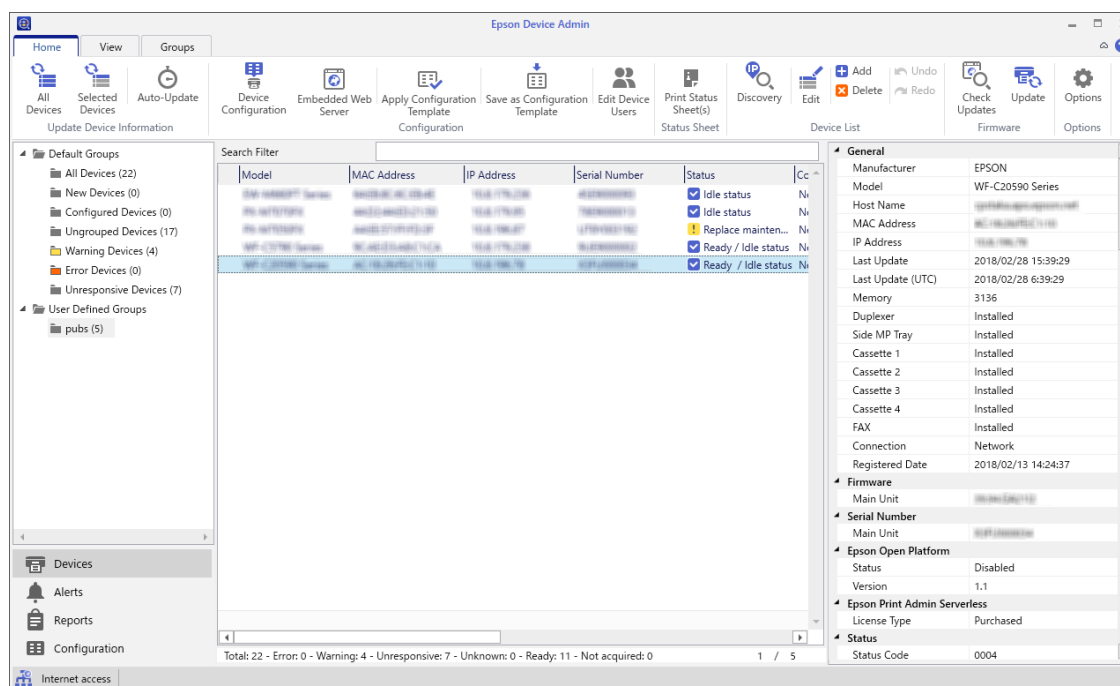 Epson Device Admin
Home View Groups
All Devices
Selected Devices
Auto-Update
Update Device Information
Device Configuration
Embedded Web Server
Apply Configuration Template
Save as Configuration Template
Edit Device Users
Configuration
Print Status Sheet(s)
Status Sheet
IP
Discovery
Edit
Add
Delete
Undo
Redo
Device List
Check Updates
Update
Firmware
Options
Options
Default Groups
All Devices (22)
New Devices (0)
Configured Devices (0)
Ungrouped Devices (17)
Warning Devices (4)
Error Devices (0)
Unresponsive Devices (7)
User Defined Groups
pubs (5)
Devices
Alerts
Reports
Configuration
Search Filter
Model MAC Address IP Address Serial Number Status Co
Idle status
Idle status
Replace mainten...
Ready / Idle status
Ready / Idle status
Total: 22 - Error: 0 - Warning: 4 - Unresponsive: 7 - Unknown: 0 - Ready: 11 - Not acquired: 0 1 / 5
General
Manufacturer EPSON
Model WF-C20590 Series
Host Name
MAC Address
IP Address
Last Update 2018/02/28 15:39:29
Last Update (UTC) 2018/02/28 6:39:29
Memory 3136
Duplexer Installed
Side MP Tray Installed
Cassette 1 Installed
Cassette 2 Installed
Cassette 3 Installed
Cassette 4 Installed
FAX Installed
Connection Network
Registered Date 2018/02/13 14:24:37
Firmware
Main Unit
Serial Number
Main Unit
Epson Open Platform
Status Disabled
Version 1.1
Epson Print Admin Serverless
License Type Purchased
Status
Status Code 0004
Internet access